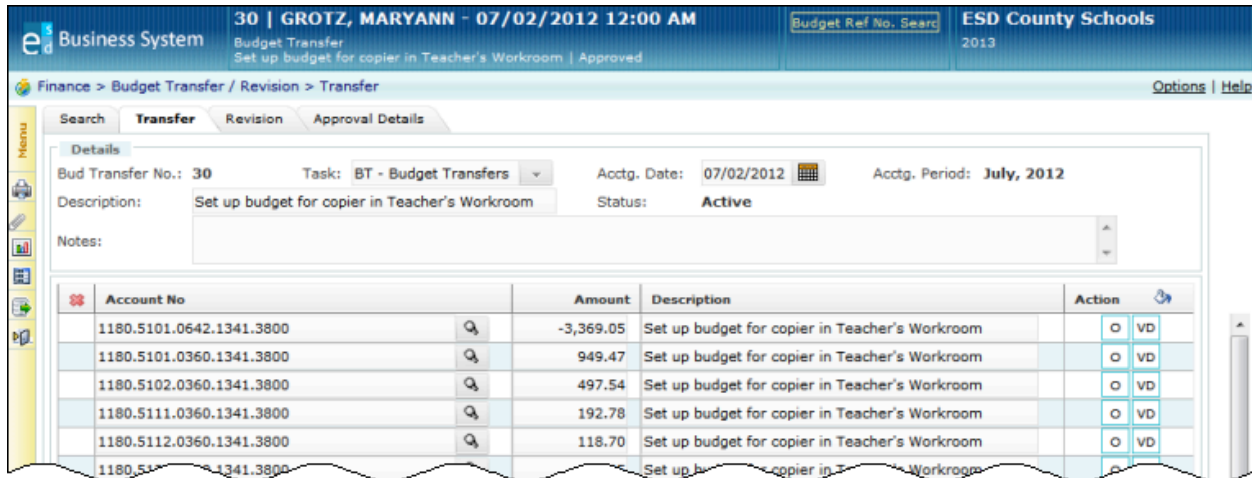 30 | GROTZ, MARYANN - 07/02/2012 12:00 AM
Budget Ref No. Searc
ESD County Schools
esd Business System
Budget Transfer
2013
Set up budget for copier in Teacher's Workroom | Approved
Finance > Budget Transfer / Revision > Transfer
Options | Help
Menu
Search Transfer Revision Approval Details
Details
Bud Transfer No.: 30 Task: BT - Budget Transfers Acctg. Date: 07/02/2012 Acctg. Period: July, 2012
Description: Set up budget for copier in Teacher's Workroom Status: Active
Notes:
Account No Amount Description Action
1180.5101.0642.1341.3800 -3,369.05 Set up budget for copier in Teacher's Workroom O VD
1180.5101.0360.1341.3800 949.47 Set up budget for copier in Teacher's Workroom O VD
1180.5102.0360.1341.3800 497.54 Set up budget for copier in Teacher's Workroom O VD
1180.5111.0360.1341.3800 192.78 Set up budget for copier in Teacher's Workroom O VD
1180.5112.0360.1341.3800 118.70 Set up budget for copier in Teacher's Workroom O VD
.1341.3800 Set up copier in Workroom